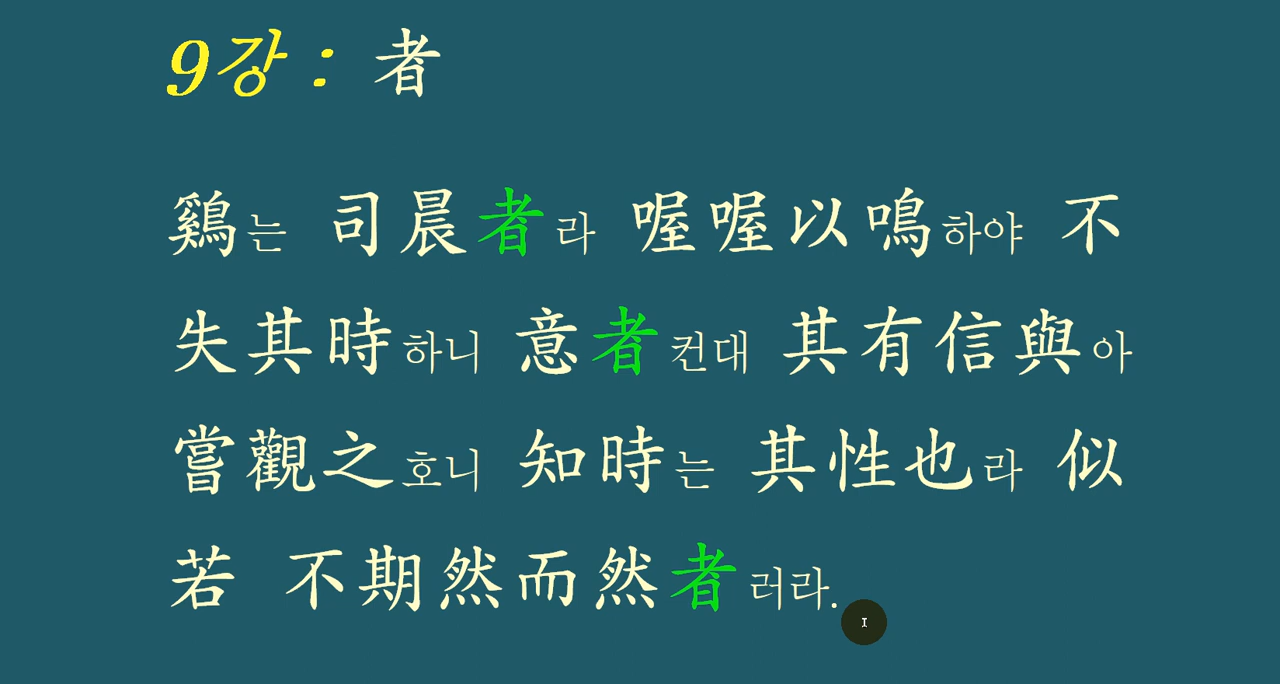 9강 : 者
鷄는 司晨者라 喔喔以鳴하야 不
失其時하니 意者컨대 其有信與아
嘗觀之호니 知時는 其性也라 似
若 不期然而然者러라.